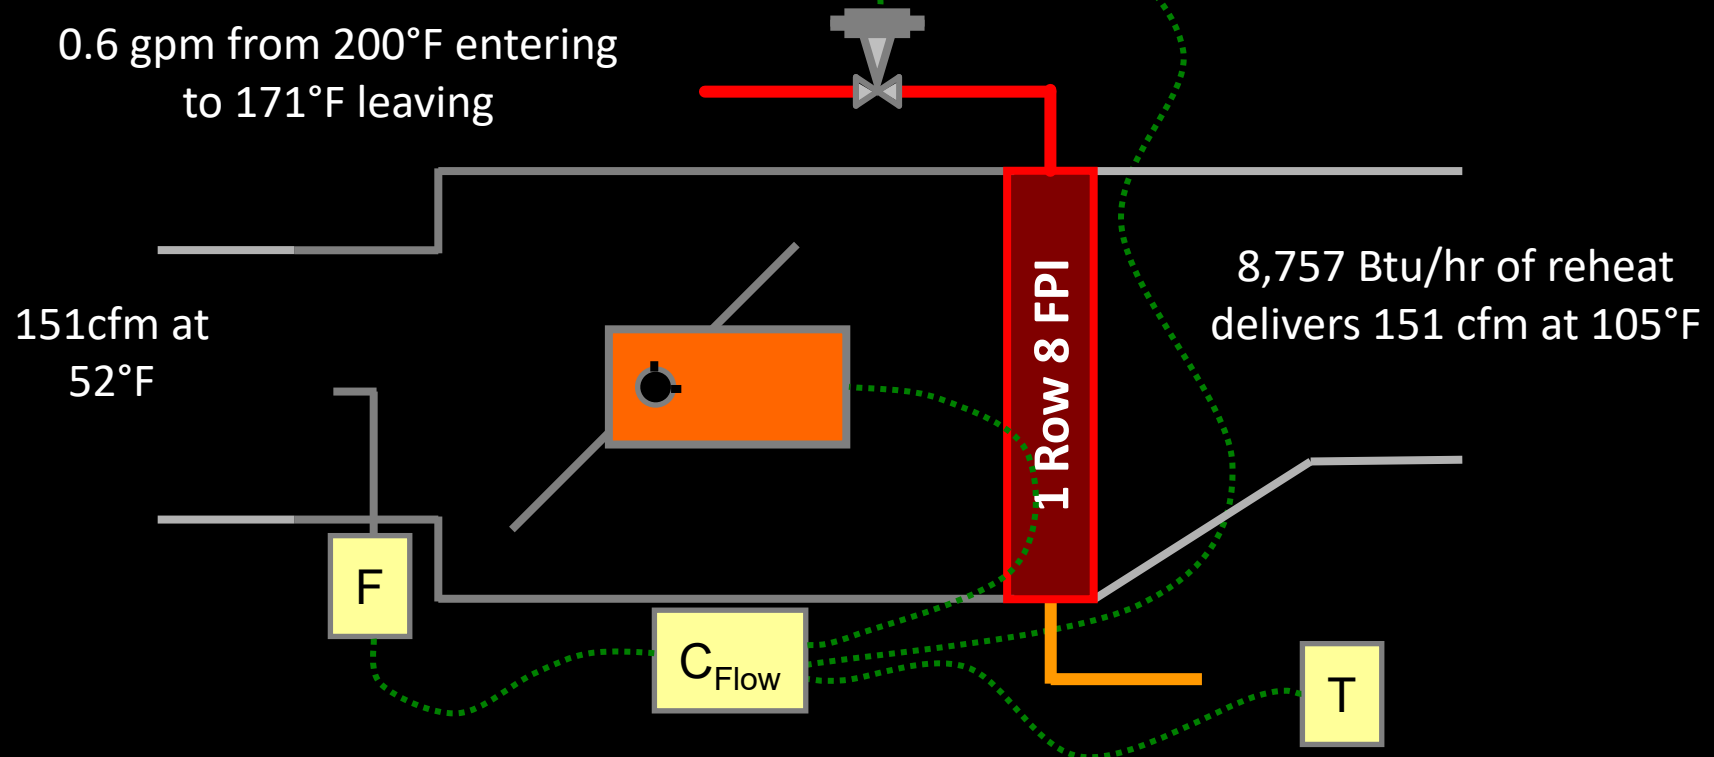 0.6 gpm from 200°F entering
to 171°F leaving
151cfm at
52°F
1 Row 8 FPI
8,757 Btu/hr of reheat
delivers 151 cfm at 105°F
F
CFlow
T